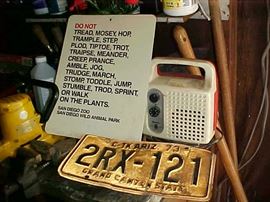 DO NOT
TREAD, MOSEY, HOP,
TRAMPLE, STEP,
PLOD, TIPTOE, TROT,
TRAIPSE, MEANDER,
CREEP, PRANCE,
AMBLE, JOG,
TRUDGE, MARCH,
STOMP, TODDLE, JUMP,
STUMBLE, TROD, SPRINT,
OR WALK
ON THE PLANTS.
SAN DIEGO ZOO
SAN DIEGO WILD ANIMAL PARK
ARIZ 73
2RX-121
GRAND CANYON STATE